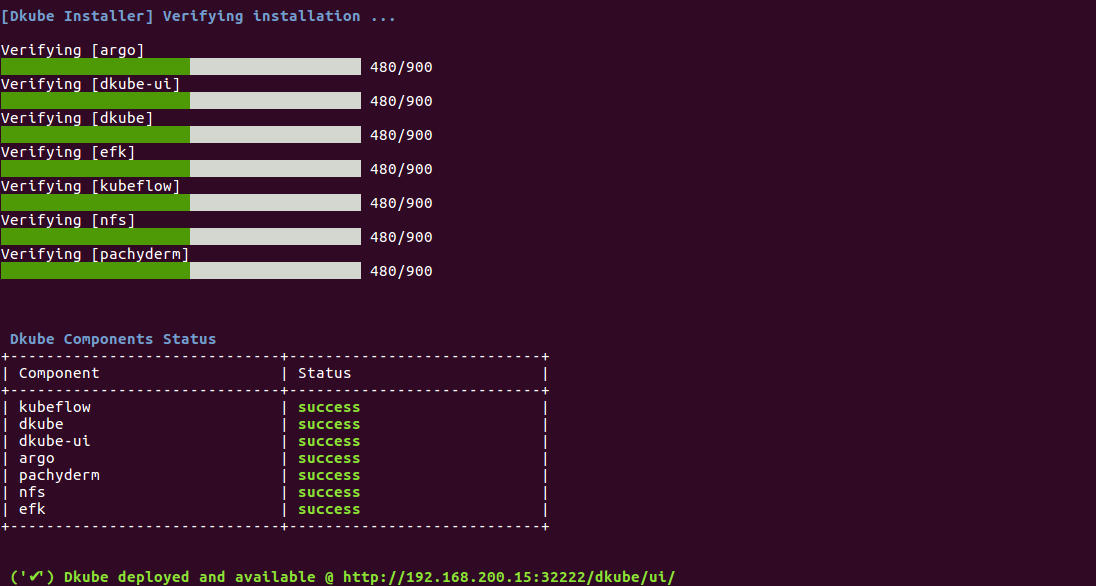 [Dkube Installer] Verifying installation ...
Verifying [argo]
480/900
Verifying [dkube-ui]
480/900
Verifying [dkube]
480/900
Verifying [efk]
480/900
Verifying [kubeflow]
480/900
Verifying [nfs]
480/900
Verifying [pachyderm]
480/900
Dkube Components Status
+------------------------------+----------------------------+
| Component | Status |
+------------------------------+----------------------------+
| kubeflow | success |
| dkube | success |
| dkube-ui | success |
| argo | success |
| pachyderm | success |
| nfs | success |
| efk | success |
+------------------------------+----------------------------+
('✔') Dkube deployed and available @ http://192.168.200.15:32222/dkube/ui/